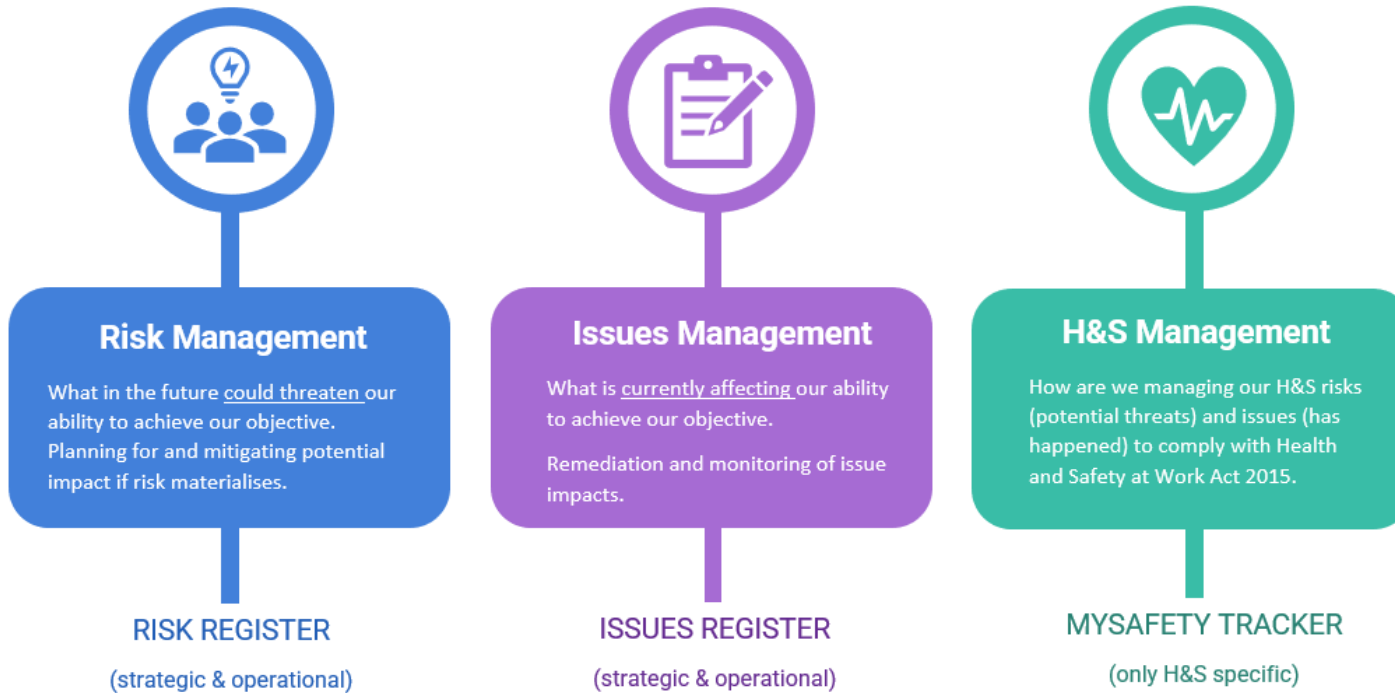 Risk Management
What in the future could threaten our
ability to achieve our objective.
Planning for and mitigating potential
impact if risk materialises.
RISK REGISTER
(strategic & operational)
Issues Management
What is currently affecting our ability
to achieve our objective.
Remediation and monitoring of issue
impacts.
ISSUES REGISTER
(strategic & operational)
H&S Management
How are we managing our H&S risks
(potential threats) and issues (has
happened) to comply with Health
and Safety at Work Act 2015.
MYSAFETY TRACKER
(only H&S specific)